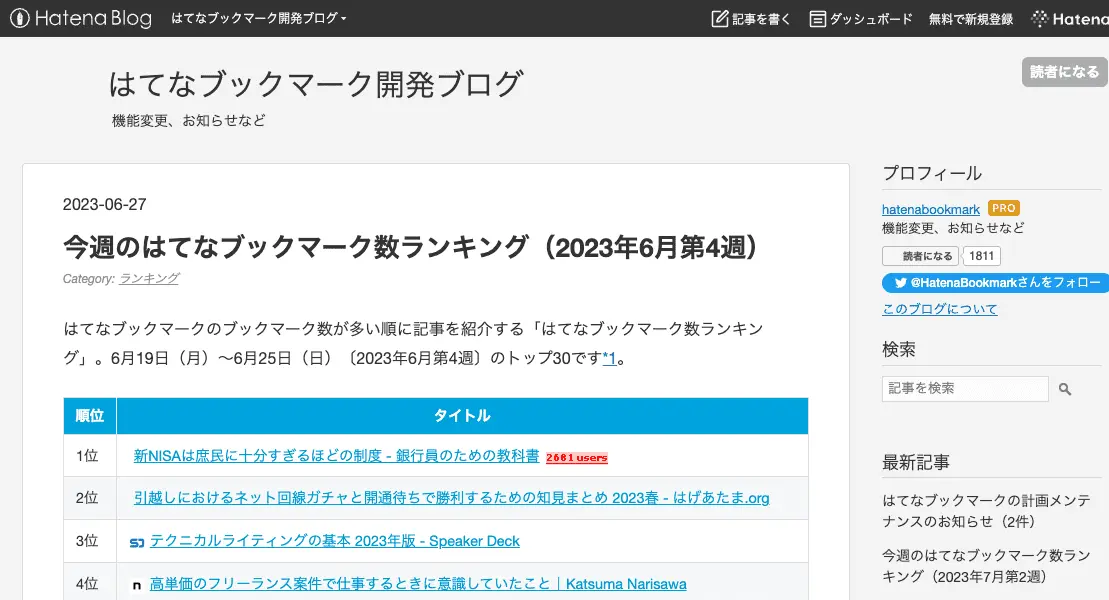 Hatena Blog はてなブックマーク開発ブログ 記事を書く ダッシュボード 無料で新規登録 Hatena
はてなブックマーク開発ブログ
機能変更、お知らせなど
読者になる
2023-06-27
今週のはてなブックマーク数ランキング（2023年6月第4週）
Category: ランキング
はてなブックマークのブックマーク数が多い順に記事を紹介する「はてなブックマーク数ランキン
グ」。6月19日（月）〜6月25日（日）〔2023年6月第4週〕のトップ30です*1。
順位 タイトル
1位 新NISAは庶民に十分すぎるほどの制度 - 銀行員のための教科書 2681 users
2位 引越しにおけるネット回線ガチャと開通待ちで勝利するための知見まとめ 2023春 - はげあたま.org
3位 テクニカルライティングの基本 2023年版 - Speaker Deck
4位 高単価のフリーランス案件で仕事するときに意識していたこと｜Katsuma Narisawa
プロフィール
hatenabookmark PRO
機能変更、お知らせなど
読者になる 1811
@HatenaBookmarkさんをフォロー
このブログについて
検索
記事を検索
最新記事
はてなブックマークの計画メンテ
ナンスのお知らせ（2件）
今週のはてなブックマーク数ラン
キング（2023年7月第2週）